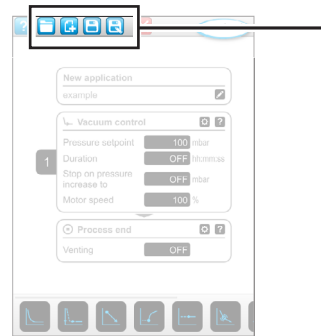 ?
New application
example
Vacuum control ?
1
Pressure setpoint 100 mbar
Duration OFF hh:mm:ss
Stop on pressure
increase to OFF mbar
Motor speed 100 %
Process end ?
Venting OFF